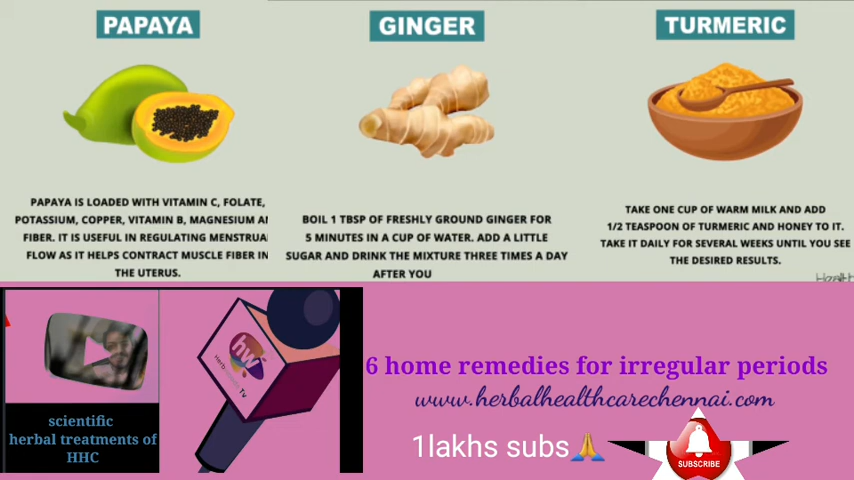 PAPAYA
PAPAYA IS LOADED WITH VITAMIN C, FOLATE,
POTASSIUM, COPPER, VITAMIN B, MAGNESIUM AN
FIBER. IT IS USEFUL IN REGULATING MENSTRUA
FLOW AS IT HELPS CONTRACT MUSCLE FIBER IN
THE UTERUS.
GINGER
BOIL 1 TBSP OF FRESHLY GROUND GINGER FOR
5 MINUTES IN A CUP OF WATER. ADD A LITTLE
SUGAR AND DRINK THE MIXTURE THREE TIMES A DAY
AFTER YOU
TURMERIC
TAKE ONE CUP OF WARM MILK AND ADD
1/2 TEASPOON OF TURMERIC AND HONEY TO IT.
TAKE IT DAILY FOR SEVERAL WEEKS UNTIL YOU SEE
THE DESIRED RESULTS.
Health
scientific
herbal treatments of
HHC
hw
Tv
6 home remedies for irregular periods
www.herbalhealthcarechennai.com
1lakhs subs🙏
SUBSCRIBE